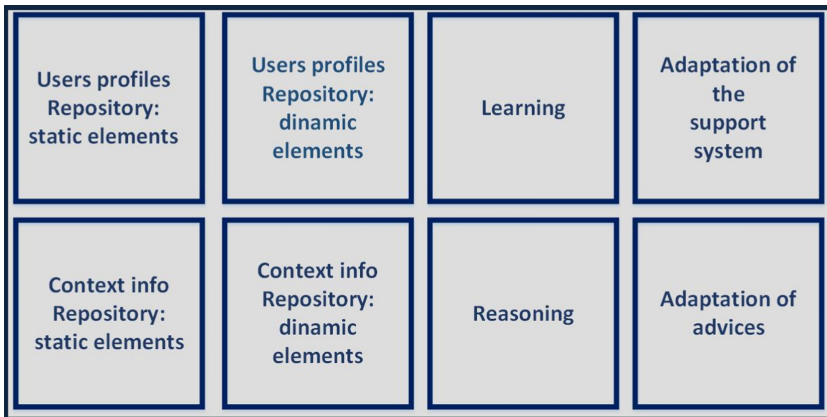 Users profiles
Repository:
static elements
Users profiles
Repository:
dinamic
elements
Learning
Adaptation of
the
support
system
Context info
Repository:
static elements
Context info
Repository:
dinamic
elements
Reasoning
Adaptation of
advices